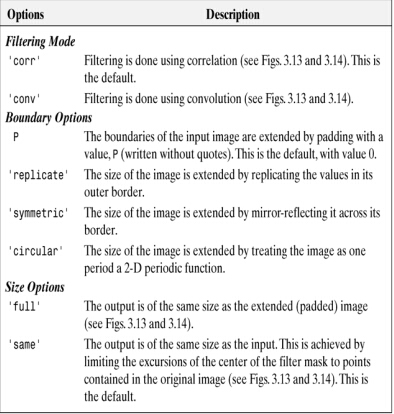 Options Description
Filtering Mode
'corr' Filtering is done using correlation (see Figs. 3.13 and 3.14). This is
the default.
'conv' Filtering is done using convolution (see Figs. 3.13 and 3.14).
Boundary Options
P The boundaries of the input image are extended by padding with a
value, P (written without quotes). This is the default, with value 0.
'replicate' The size of the image is extended by replicating the values in its
outer border.
'symmetric' The size of the image is extended by mirror-reflecting it across its
border.
'circular' The size of the image is extended by treating the image as one
period a 2-D periodic function.
Size Options
'full' The output is of the same size as the extended (padded) image
(see Figs. 3.13 and 3.14).
'same' The output is of the same size as the input. This is achieved by
limiting the excursions of the center of the filter mask to points
contained in the original image (see Figs. 3.13 and 3.14). This is
the default.